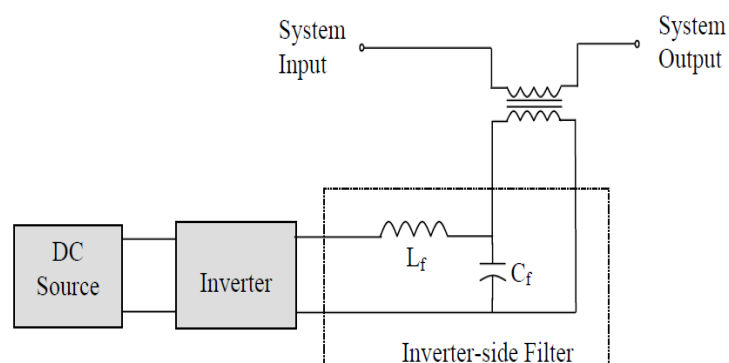 System
Input
System
Output
DC
Source
Inverter
Lf
Cf
Inverter-side Filter